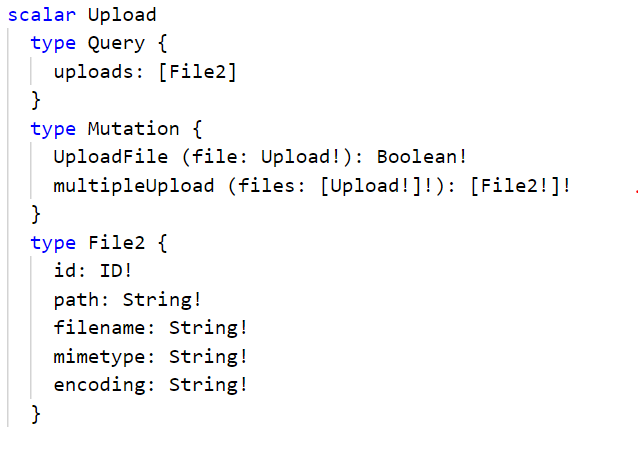 scalar Upload
type Query {
uploads: [File2]
}
type Mutation {
UploadFile (file: Upload!): Boolean!
multipleUpload (files: [Upload!]!): [File2!]!
}
type File2 {
id: ID!
path: String!
filename: String!
mimetype: String!
encoding: String!
}